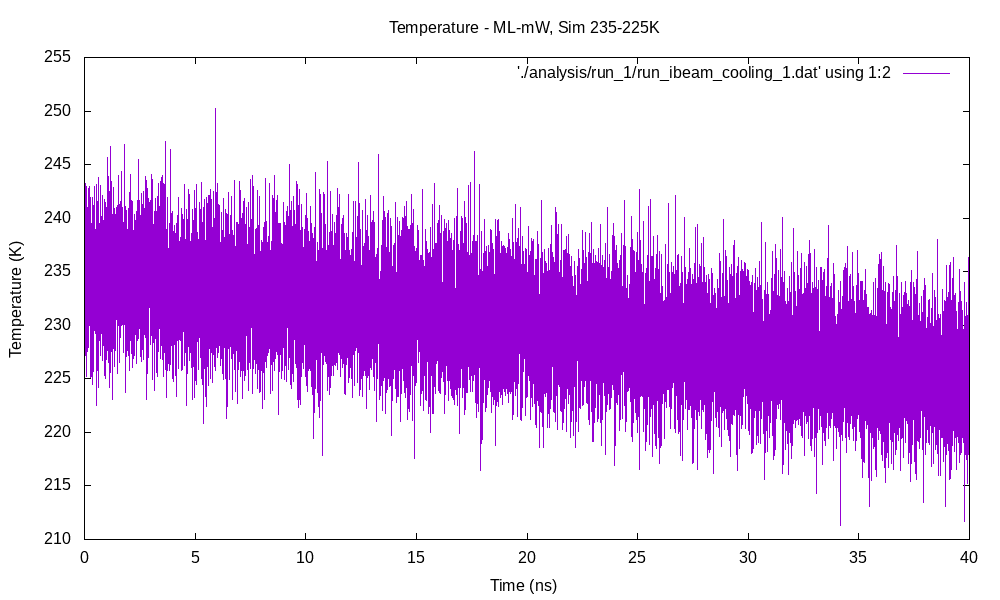 Temperature - ML-mW, Sim 235-225K
'./analysis/run_1/run_ibeam_cooling_1.dat' using 1:2
255
250
245
240
235
230
225
220
215
210
Temperature (K)
0 5 10 15 20 25 30 35 40
Time (ns)